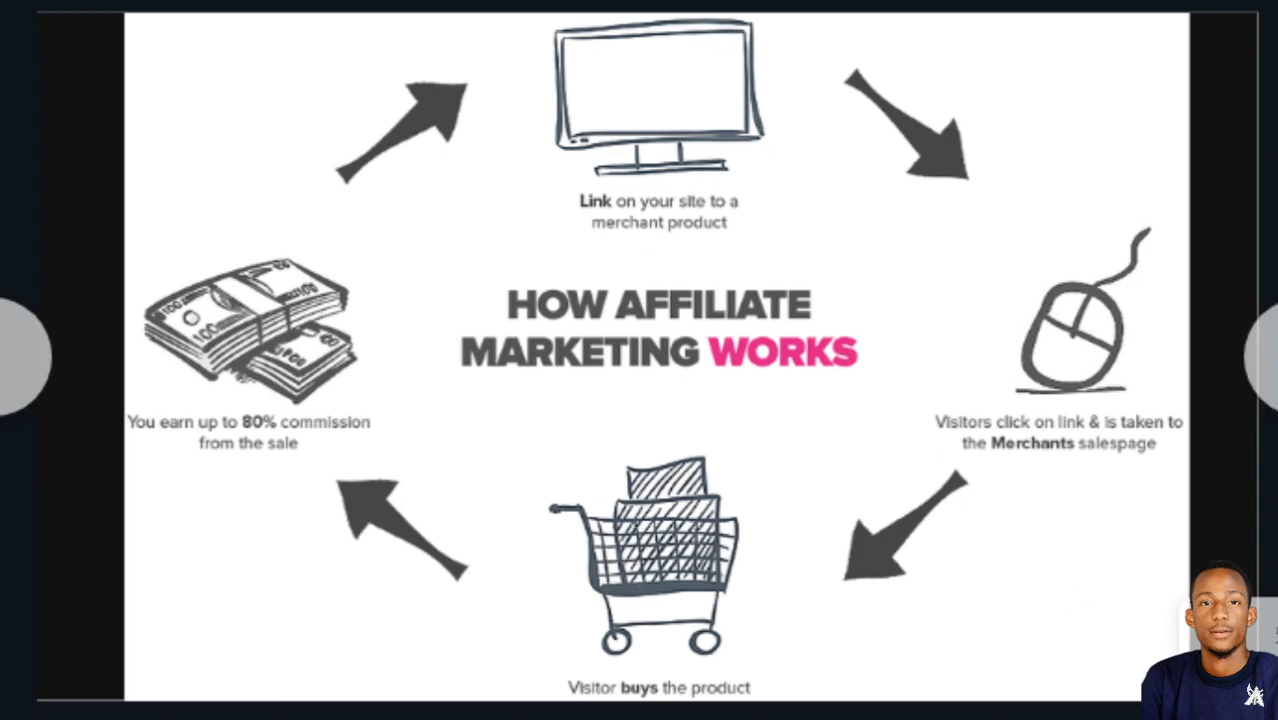 Link on your site to a
merchant product
HOW AFFILIATE
MARKETING WORKS
You earn up to 80% commission
from the sale
Visitors click on link & is taken to
the Merchants salespage
Visitor buys the product